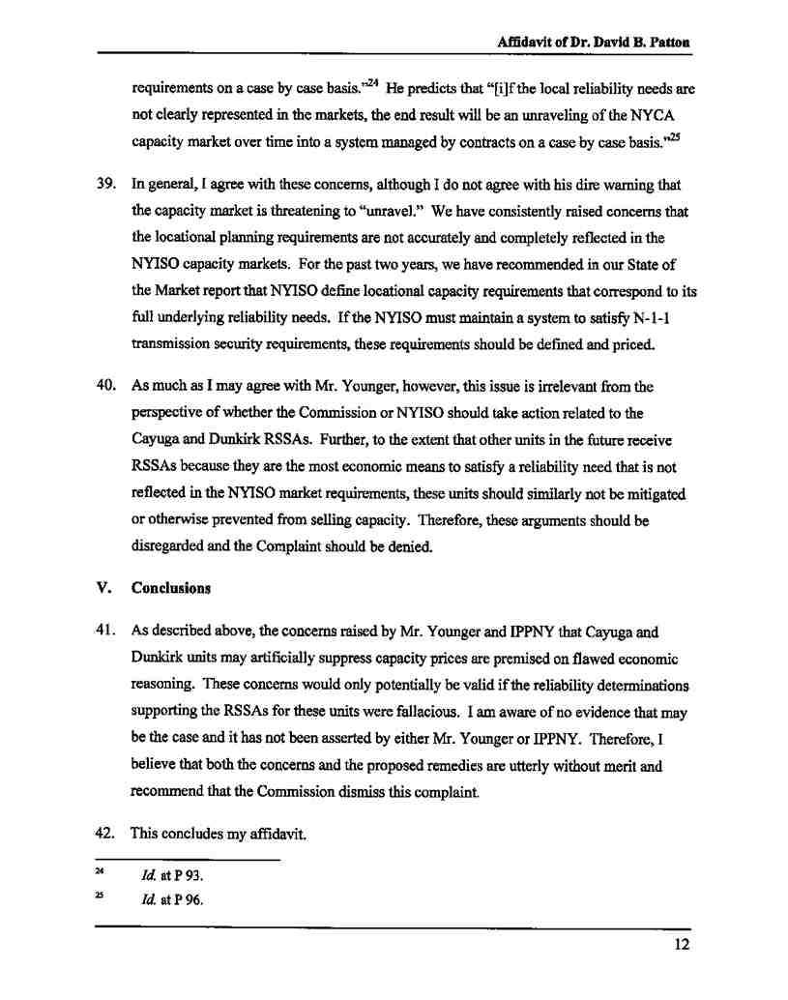 Affidavit of Dr. David B. Patton
requirements on a case by case basis.”24 He predicts that “[i]f the local reliability needs are
not clearly represented in the markets, the end result will be an unraveling of the NYCA
capacity market over time into a system managed by contracts on a case by case basis.”25
39. In general, I agree with these concerns, although I do not agree with his dire warning that
the capacity market is threatening to “unravel.” We have consistently raised concerns that
the locational planning requirements are not accurately and completely reflected in the
NYISO capacity markets. For the past two years, we have recommended in our State of
the Market report that NYISO define locational capacity requirements that correspond to its
full underlying reliability needs. If the NYISO must maintain a system to satisfy N-1-1
transmission security requirements, these requirements should be defined and priced.
40. As much as I may agree with Mr. Younger, however, this issue is irrelevant from the
perspective of whether the Commission or NYISO should take action related to the
Cayuga and Dunkirk RSSAs. Further, to the extent that other units in the future receive
RSSAs because they are the most economic means to satisfy a reliability need that is not
reflected in the NYISO market requirements, these units should similarly not be mitigated
or otherwise prevented from selling capacity. Therefore, these arguments should be
disregarded and the Complaint should be denied.
V. Conclusions
41. As described above, the concerns raised by Mr. Younger and IPPNY that Cayuga and
Dunkirk units may artificially suppress capacity prices are premised on flawed economic
reasoning. These concerns would only potentially be valid if the reliability determinations
supporting the RSSAs for these units were fallacious. I am aware of no evidence that may
be the case and it has not been asserted by either Mr. Younger or IPPNY. Therefore, I
believe that both the concerns and the proposed remedies are utterly without merit and
recommend that the Commission dismiss this complaint.
42. This concludes my affidavit.
24 Id. at P 93.
25 Id. at P 96.
12